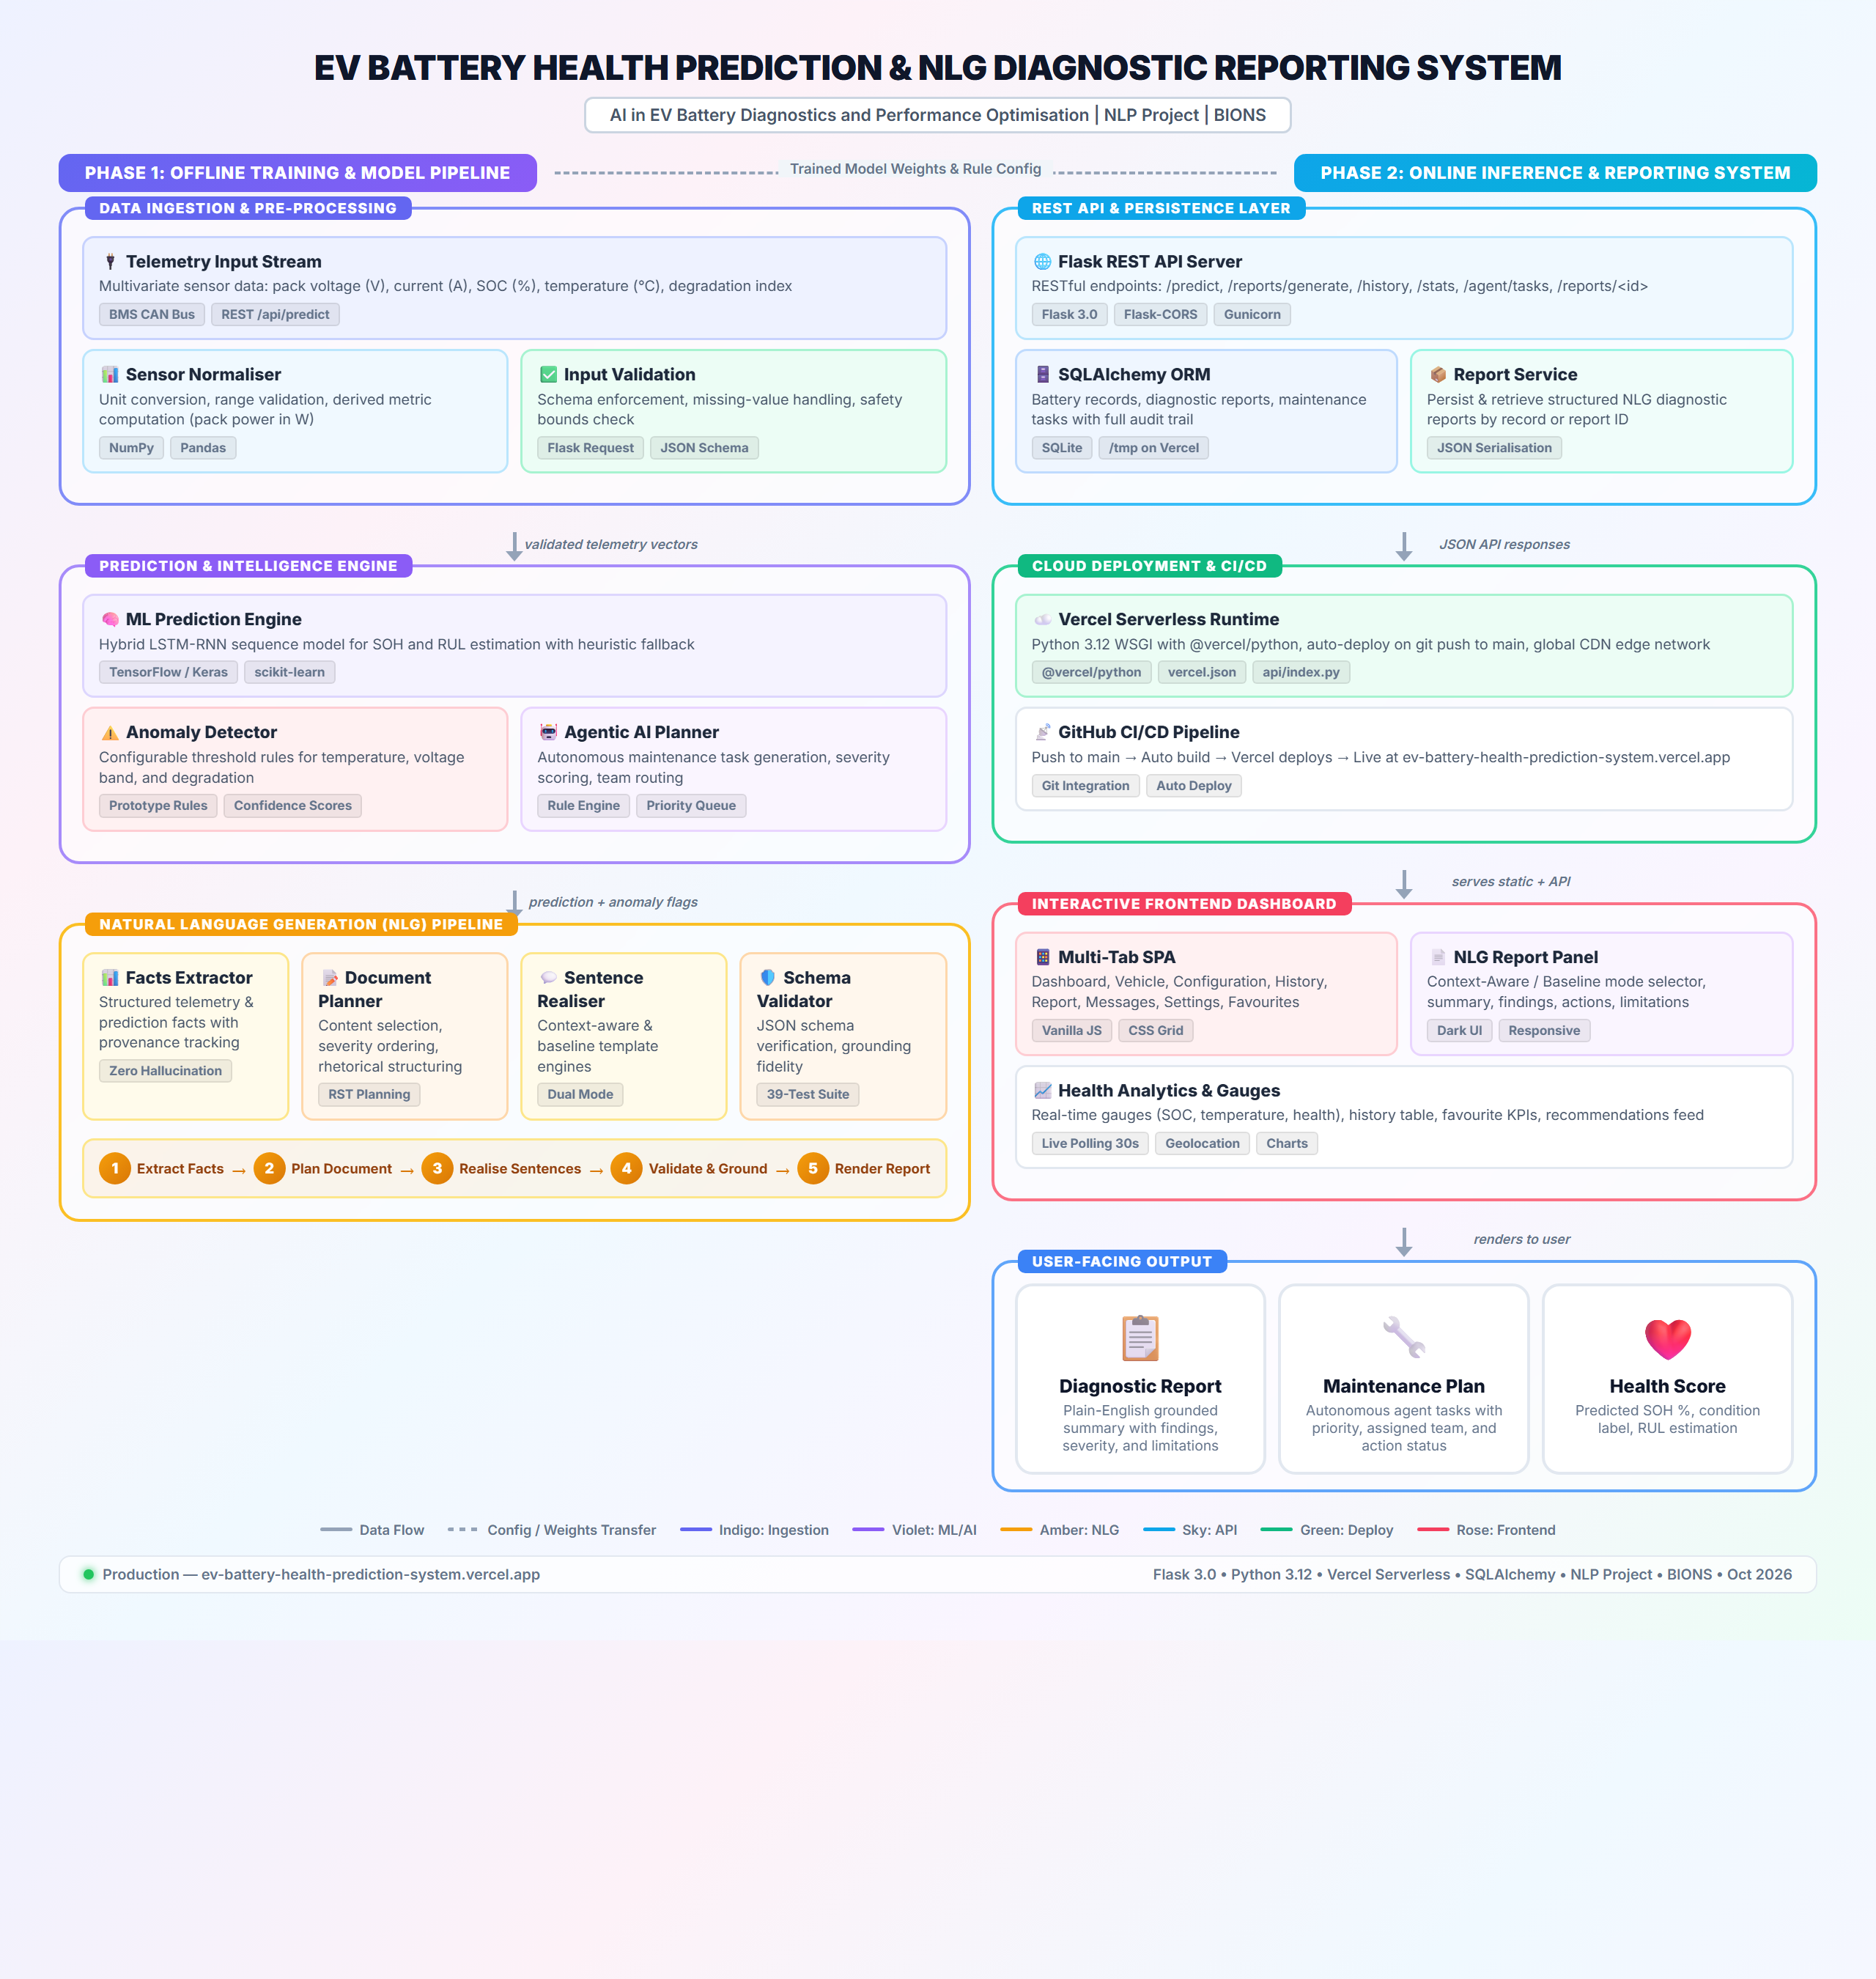 EV BATTERY HEALTH PREDICTION & NLG DIAGNOSTIC REPORTING SYSTEM
AI in EV Battery Diagnostics and Performance Optimisation | NLP Project | BIONS
PHASE 1: OFFLINE TRAINING & MODEL PIPELINE
Trained Model Weights & Rule Config
PHASE 2: ONLINE INFERENCE & REPORTING SYSTEM
DATA INGESTION & PRE-PROCESSING
Telemetry Input Stream
Multivariate sensor data: pack voltage (V), current (A), SOC (%), temperature (°C), degradation index
BMS CAN Bus
REST /api/predict
Sensor Normaliser
Unit conversion, range validation, derived metric
computation (pack power in W)
NumPy
Pandas
Input Validation
Schema enforcement, missing-value handling, safety
bounds check
Flask Request
JSON Schema
validated telemetry vectors
PREDICTION & INTELLIGENCE ENGINE
ML Prediction Engine
Hybrid LSTM-RNN sequence model for SOH and RUL estimation with heuristic fallback
TensorFlow / Keras
scikit-learn
Anomaly Detector
Configurable threshold rules for temperature, voltage
band, and degradation
Prototype Rules
Confidence Scores
Agentic AI Planner
Autonomous maintenance task generation, severity
scoring, team routing
Rule Engine
Priority Queue
prediction + anomaly flags
NATURAL LANGUAGE GENERATION (NLG) PIPELINE
Facts Extractor
Structured telemetry &
prediction facts with
provenance tracking
Zero Hallucination
Document
Planner
Content selection,
severity ordering,
rhetorical structuring
RST Planning
Sentence
Realiser
Context-aware &
baseline template
engines
Dual Mode
Schema
Validator
JSON schema
verification, grounding
fidelity
39-Test Suite
1 Extract Facts → 2 Plan Document → 3 Realise Sentences → 4 Validate & Ground → 5 Render Report
REST API & PERSISTENCE LAYER
Flask REST API Server
RESTful endpoints: /predict, /reports/generate, /history, /stats, /agent/tasks, /reports/<id>
Flask 3.0
Flask-CORS
Gunicorn
SQLAlchemy ORM
Battery records, diagnostic reports, maintenance
tasks with full audit trail
SQLite
/tmp on Vercel
Report Service
Persist & retrieve structured NLG diagnostic
reports by record or report ID
JSON Serialisation
JSON API responses
CLOUD DEPLOYMENT & CI/CD
Vercel Serverless Runtime
Python 3.12 WSGI with @vercel/python, auto-deploy on git push to main, global CDN edge network
@vercel/python
vercel.json
api/index.py
GitHub CI/CD Pipeline
Push to main → Auto build → Vercel deploys → Live at ev-battery-health-prediction-system.vercel.app
Git Integration
Auto Deploy
serves static + API
INTERACTIVE FRONTEND DASHBOARD
Multi-Tab SPA
Dashboard, Vehicle, Configuration, History,
Report, Messages, Settings, Favourites
Vanilla JS
CSS Grid
NLG Report Panel
Context-Aware / Baseline mode selector,
summary, findings, actions, limitations
Dark UI
Responsive
Health Analytics & Gauges
Real-time gauges (SOC, temperature, health), history table, favourite KPIs, recommendations feed
Live Polling 30s
Geolocation
Charts
renders to user
USER-FACING OUTPUT
Diagnostic Report
Plain-English grounded
summary with findings,
severity, and limitations
Maintenance Plan
Autonomous agent tasks with
priority, assigned team, and
action status
Health Score
Predicted SOH %, condition
label, RUL estimation
Data Flow
Config / Weights Transfer
Indigo: Ingestion
Violet: ML/AI
Amber: NLG
Sky: API
Green: Deploy
Rose: Frontend
Production — ev-battery-health-prediction-system.vercel.app
Flask 3.0 • Python 3.12 • Vercel Serverless • SQLAlchemy • NLP Project • BIONS • Oct 2026